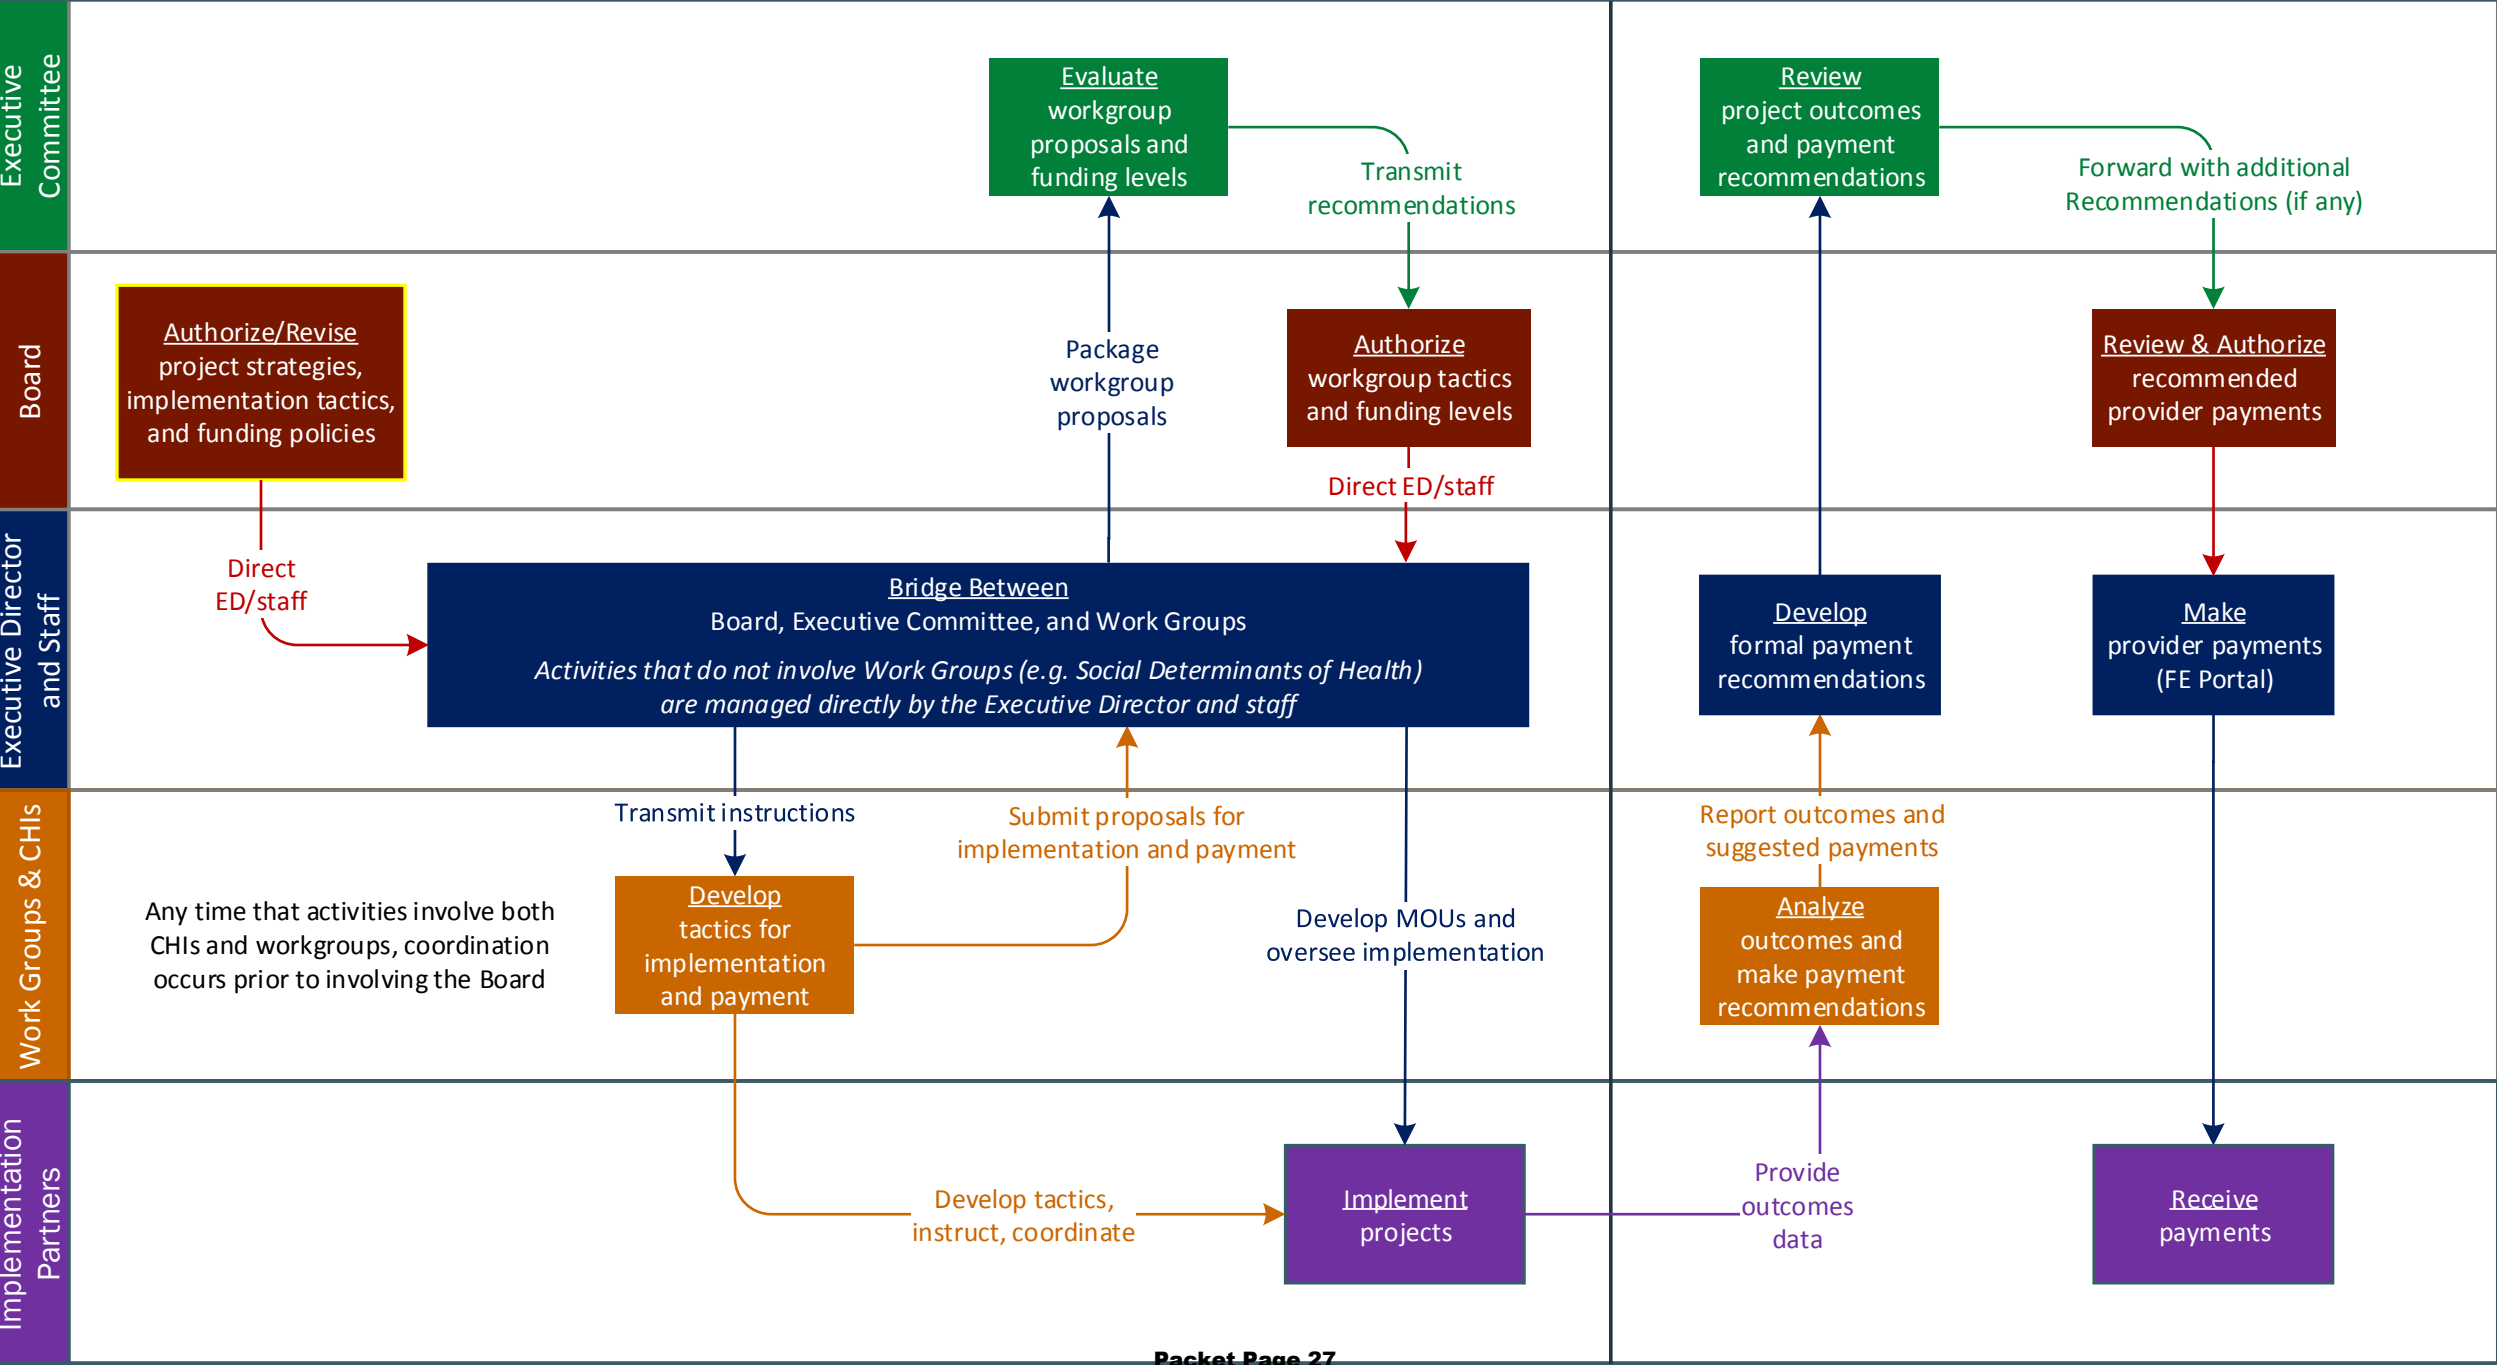 Executive
Committee
Evaluate
workgroup
proposals and
funding levels
Transmit
recommendations
Review
project outcomes
and payment
recommendations
Forward with additional
Recommendations (if any)
Board
Authorize/Revise
project strategies,
implementation tactics,
and funding policies
Package
workgroup
proposals
Authorize
workgroup tactics
and funding levels
Direct ED/staff
Review & Authorize
recommended
provider payments
Executive Director
and Staff
Direct
ED/staff
Bridge Between
Board, Executive Committee, and Work Groups
Activities that do not involve Work Groups (e.g. Social Determinants of Health)
are managed directly by the Executive Director and staff
Develop
formal payment
recommendations
Make
provider payments
(FE Portal)
Work Groups & CHIs
Transmit instructions
Submit proposals for
implementation and payment
Any time that activities involve both
CHIs and workgroups, coordination
occurs prior to involving the Board
Develop
tactics for
implementation
and payment
Develop MOUs and
oversee implementation
Report outcomes and
suggested payments
Analyze
outcomes and
make payment
recommendations
Implementation
Partners
Develop tactics,
instruct, coordinate
Implement
projects
Provide
outcomes
data
Receive
payments
Packet Page 27